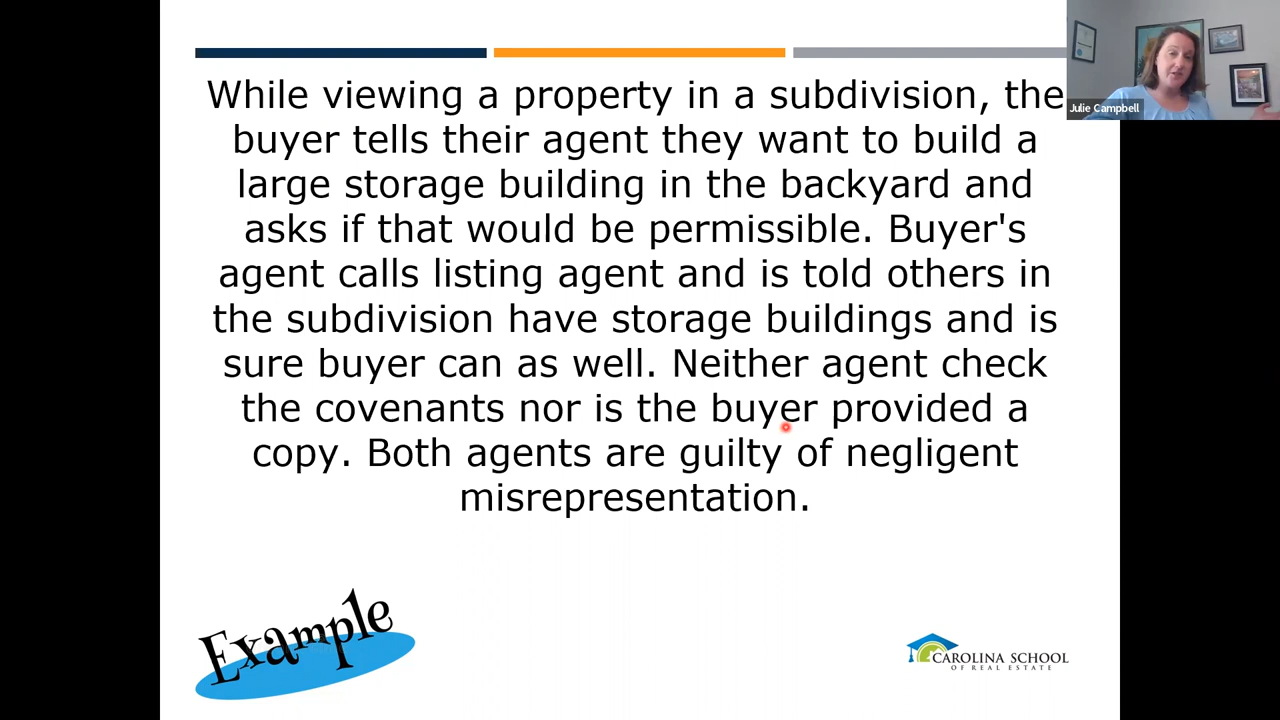 While viewing a property in a subdivision, the
buyer tells their agent they want to build a
large storage building in the backyard and
asks if that would be permissible. Buyer's
agent calls listing agent and is told others in
the subdivision have storage buildings and is
sure buyer can as well. Neither agent check
the covenants nor is the buyer provided a
copy. Both agents are guilty of negligent
misrepresentation.
Julie Campbell
Example
CAROLINA SCHOOL
OF REAL ESTATE